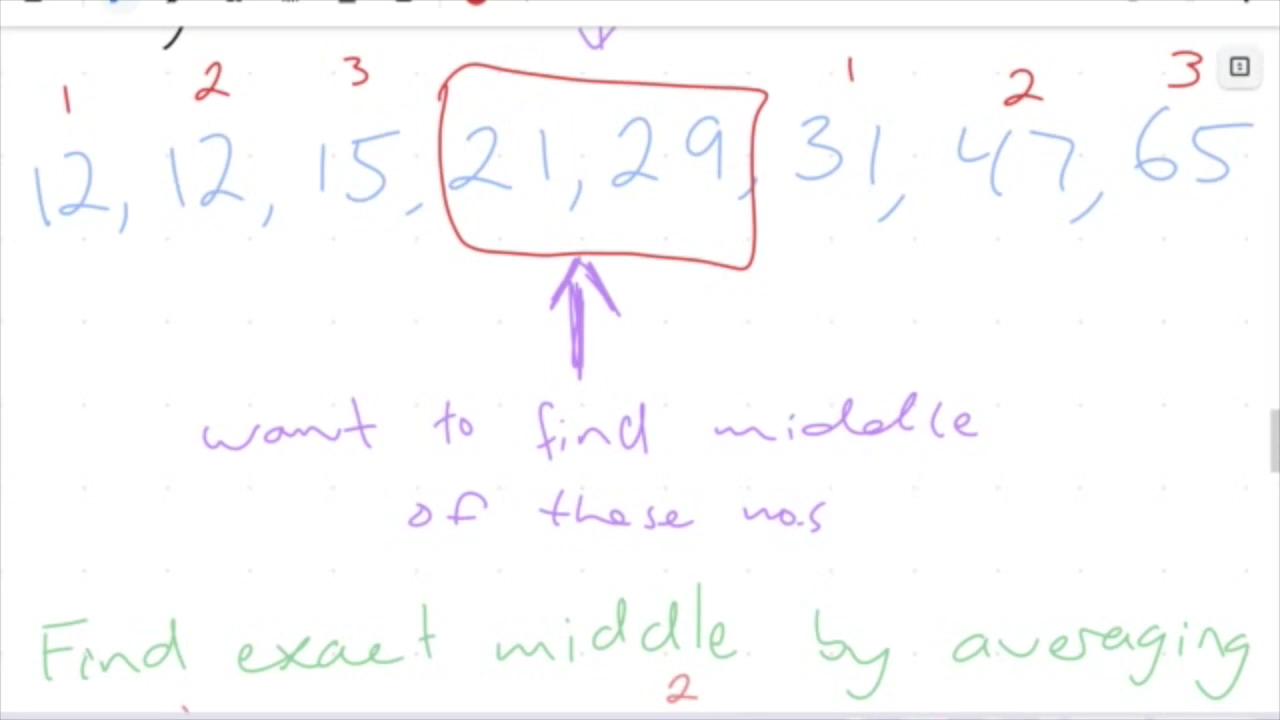 1 2 3 1 2 3
12, 12, 15, 21, 29, 31, 47, 65
want to find middle
of these no.s
Find exact middle by averaging
2